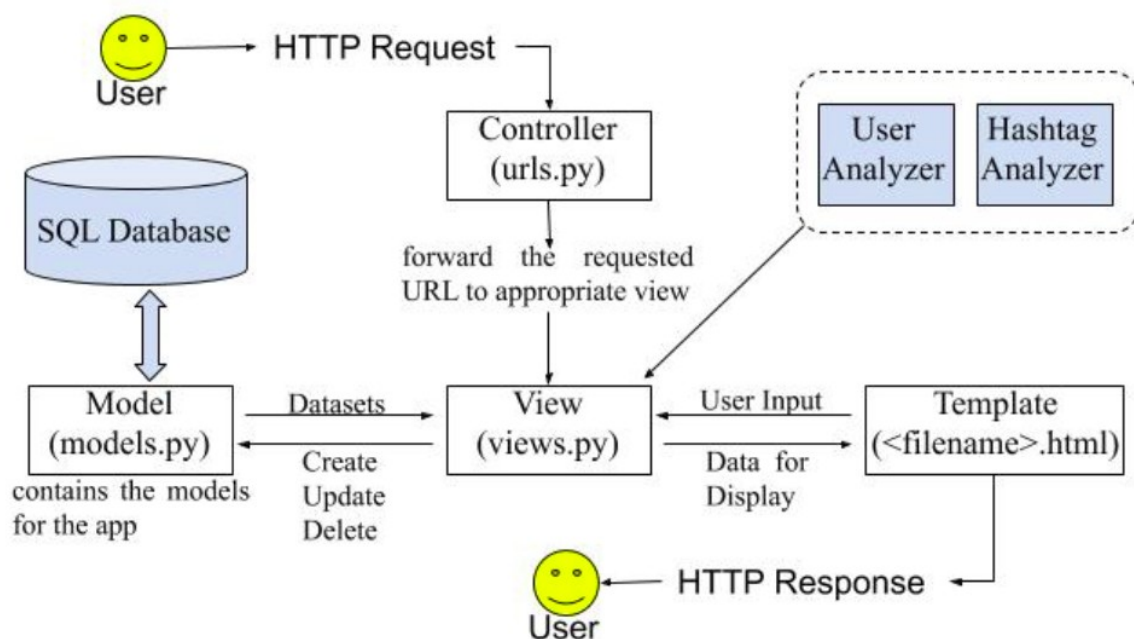 HTTP Request
User
Controller
(urls.py)
User
Analyzer
Hashtag
Analyzer
SQL Database
forward the requested
URL to appropriate view
Model
(models.py)
contains the models
for the app
Datasets
Create
Update
Delete
View
(views.py)
User Input
Data for
Display
Template
(<filename>.html)
HTTP Response
User